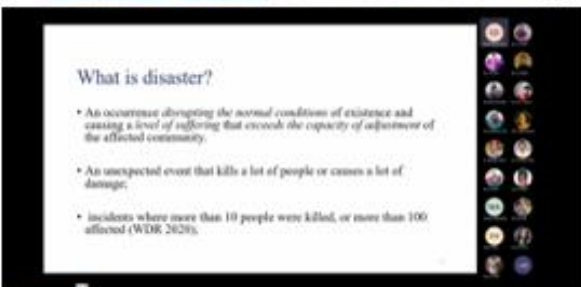 What is disaster?
• An occurrence disrupting the normal conditions of existence and
causing a level of suffering that exceeds the capacity of adjustment of
the affected community.
• An unexpected event that kills a lot of people or causes a lot of
damage;
• incidents where more than 10 people were killed, or more than 100
affected (WDR 2020);